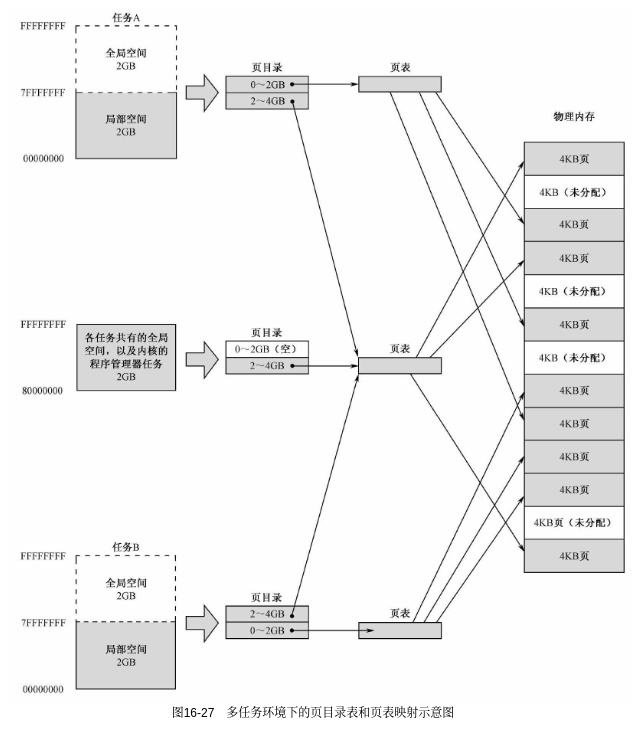 任务A
FFFFFFFF
全局空间
2GB
7FFFFFFF
局部空间
2GB
00000000
页目录
0～2GB
2～4GB
页表
物理内存
4KB页
4KB（未分配）
4KB页
4KB页
4KB（未分配）
4KB页
4KB（未分配）
4KB页
4KB页
4KB页
4KB页
4KB页（未分配）
4KB页
FFFFFFFF
各任务共有的全局
空间，以及内核的
程序管理器任务
2GB
80000000
页目录
0～2GB（空）
2～4GB
页表
任务B
FFFFFFFF
全局空间
2GB
7FFFFFFF
局部空间
2GB
00000000
页目录
2～4GB
0～2GB
页表
图16-27 多任务环境下的页目录表和页表映射示意图